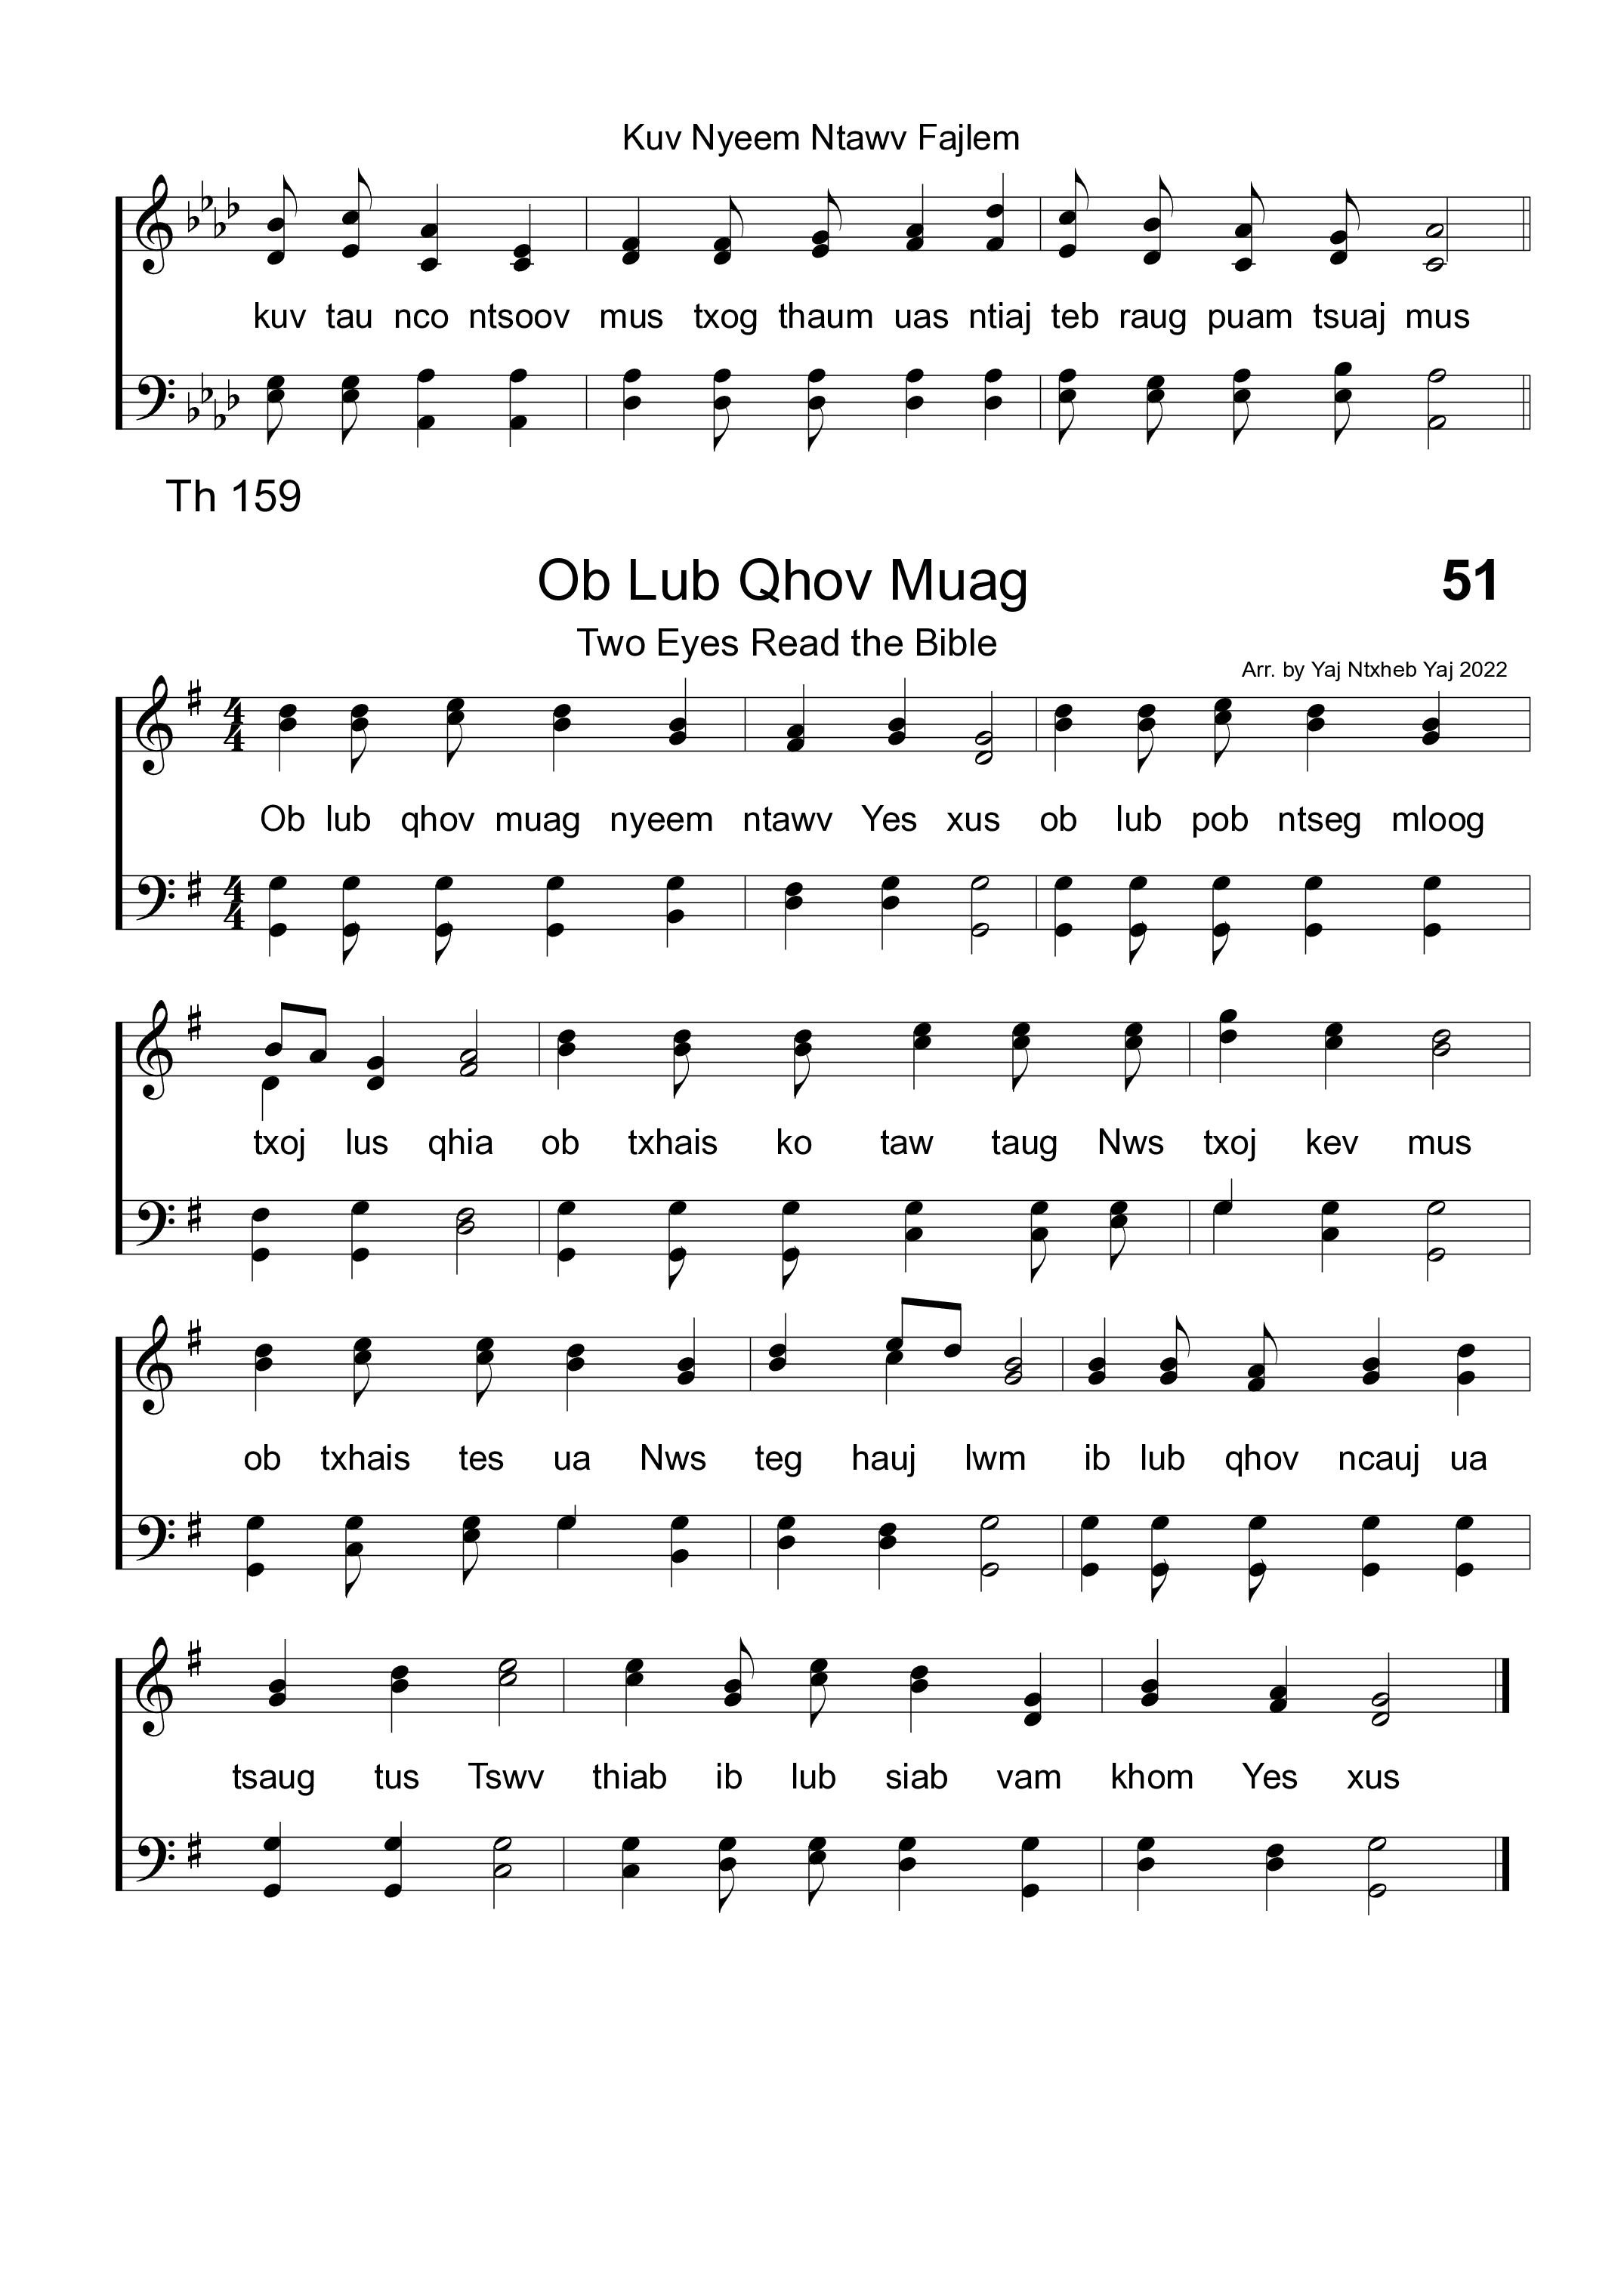 Kuv Nyeem Ntawv Fajlem
kuv tau nco ntsoov mus txog thaum uas ntiaj teb raug puam tsuaj mus
Th 159
Ob Lub Qhov Muag 51
Two Eyes Read the Bible
Arr. by Yaj Ntxheb Yaj 2022
4 4
Ob lub qhov muag nyeem ntawv Yes xus ob lub pob ntseg mloog
4 4
txoj lus qhia ob txhais ko taw taug Nws txoj kev mus
ob txhais tes ua Nws teg hauj lwm ib lub qhov ncauj ua
tsaug tus Tswv thiab ib lub siab vam khom Yes xus